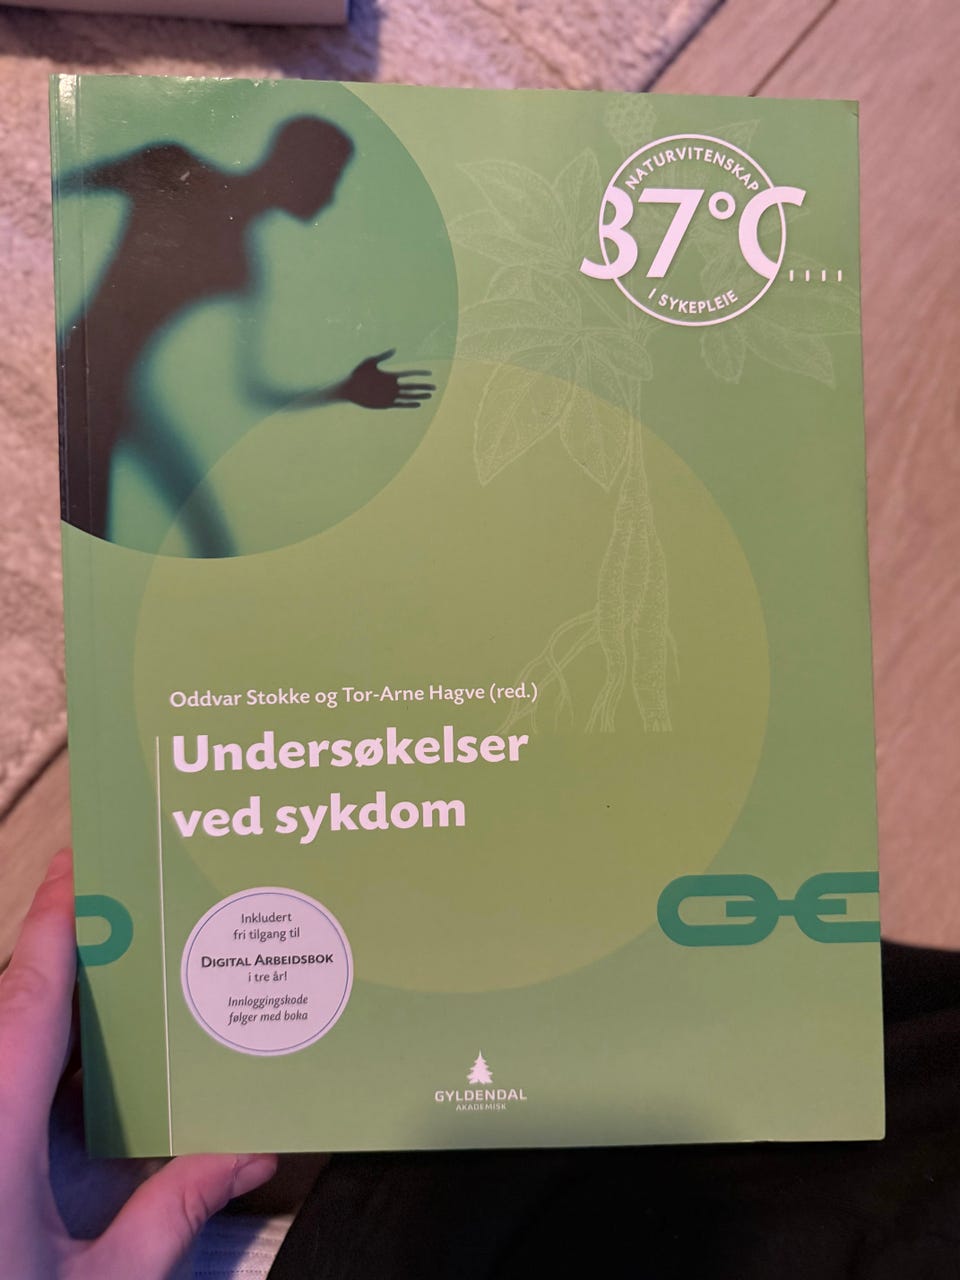 NATURVITENSKAP
37°C
I SYKEPLEIE
Oddvar Stokke og Tor-Arne Hagve (red.)
Undersøkelser
ved sykdom
Inkludert
fri tilgang til
DIGITAL ARBEIDSBOK
i tre år!
Innloggingskode
følger med boka
GYLDENDAL
AKADEMISK